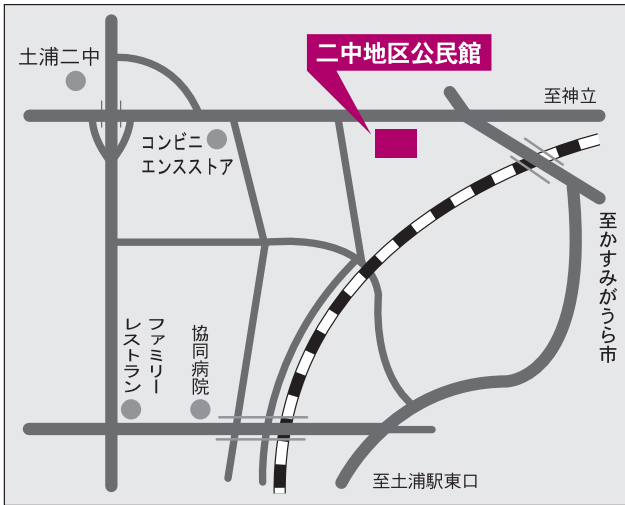 二中地区公民館
土浦二中
至神立
コンビニ
エンスストア
至かすみがうら市
ファミリー
レストラン
協同病院
至土浦駅東口